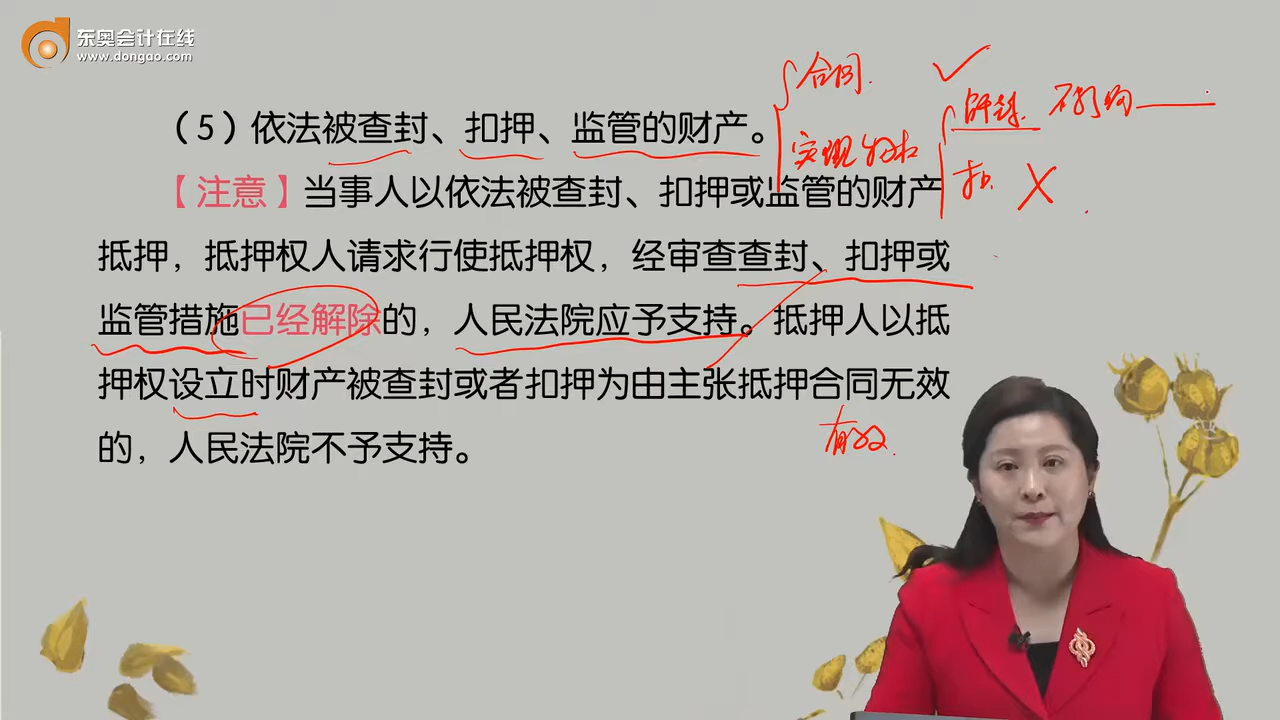 东奥会计在线
www.dongao.com
合同
(5)依法被查封、扣押、监管的财产。
实现
解除
【注意】当事人以依法被查封、扣押或监管的财产
抵押，抵押权人请求行使抵押权，经审查查封、扣押或
监管措施已经解除的，人民法院应予支持。抵押人以抵
押权设立时财产被查封或者扣押为由主张抵押合同无效
有效
的，人民法院不予支持。